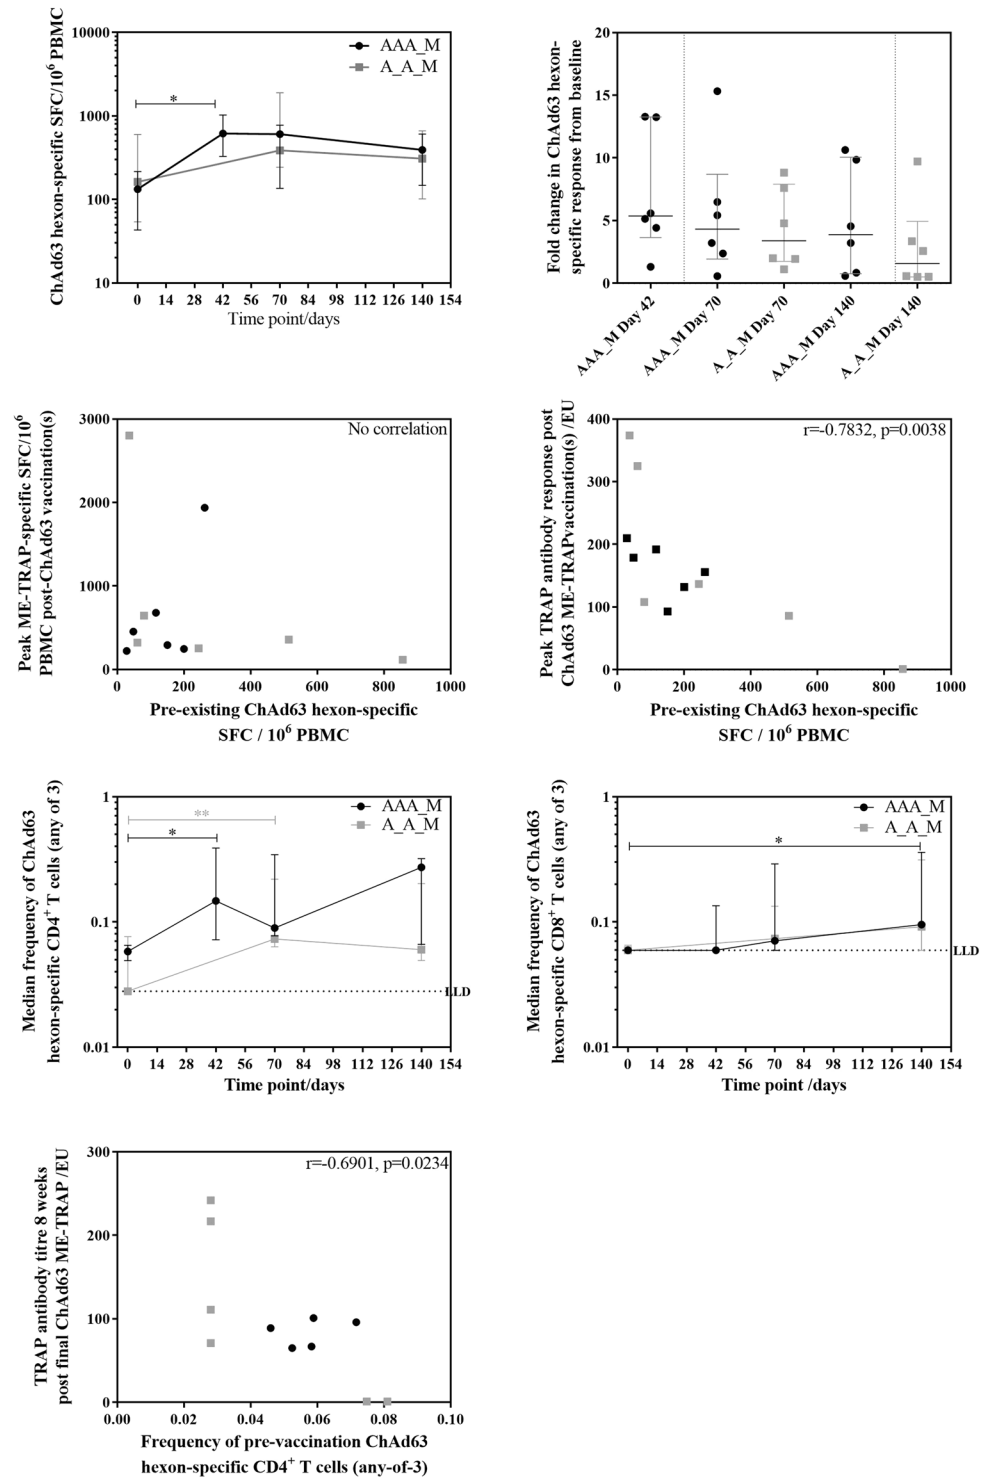 ChAd63 hexon-specific SFC/10⁶ PBMC
10000
1000
100
10
*
AAA_M
A_A_M
0 14 28 42 56 70 84 98 112 126 140 154
Time point/days
Fold change in ChAd63 hexon-
specific response from baseline
20
15
10
5
0
AAA_M Day 42
AAA_M Day 70
A_A_M Day 70
AAA_M Day 140
A_A_M Day 140
Peak ME-TRAP-specific SFC/10⁶
PBMC post-ChAd63 vaccination(s)
3000
2000
1000
0
No correlation
0 200 400 600 800 1000
Pre-existing ChAd63 hexon-specific
SFC / 10⁶ PBMC
Peak TRAP antibody response post
ChAd63 ME-TRAPvaccination(s) /EU
400
300
200
100
0
r=-0.7832, p=0.0038
0 200 400 600 800 1000
Pre-existing ChAd63 hexon-specific
SFC / 10⁶ PBMC
Median frequency of ChAd63
hexon-specific CD4⁺ T cells (any of 3)
1
0.1
0.01
**
*
AAA_M
A_A_M
LLD
0 14 28 42 56 70 84 98 112 126 140 154
Time point/days
Median frequency of ChAd63
hexon-specific CD8⁺ T cells (any of 3)
1
0.1
0.01
*
AAA_M
A_A_M
LLD
0 14 28 42 56 70 84 98 112 126 140 154
Time point /days
TRAP antibody titre 8 weeks
post final ChAd63 ME-TRAP /EU
300
200
100
0
r=-0.6901, p=0.0234
0.00 0.02 0.04 0.06 0.08 0.10
Frequency of pre-vaccination ChAd63
hexon-specific CD4⁺ T cells (any-of-3)